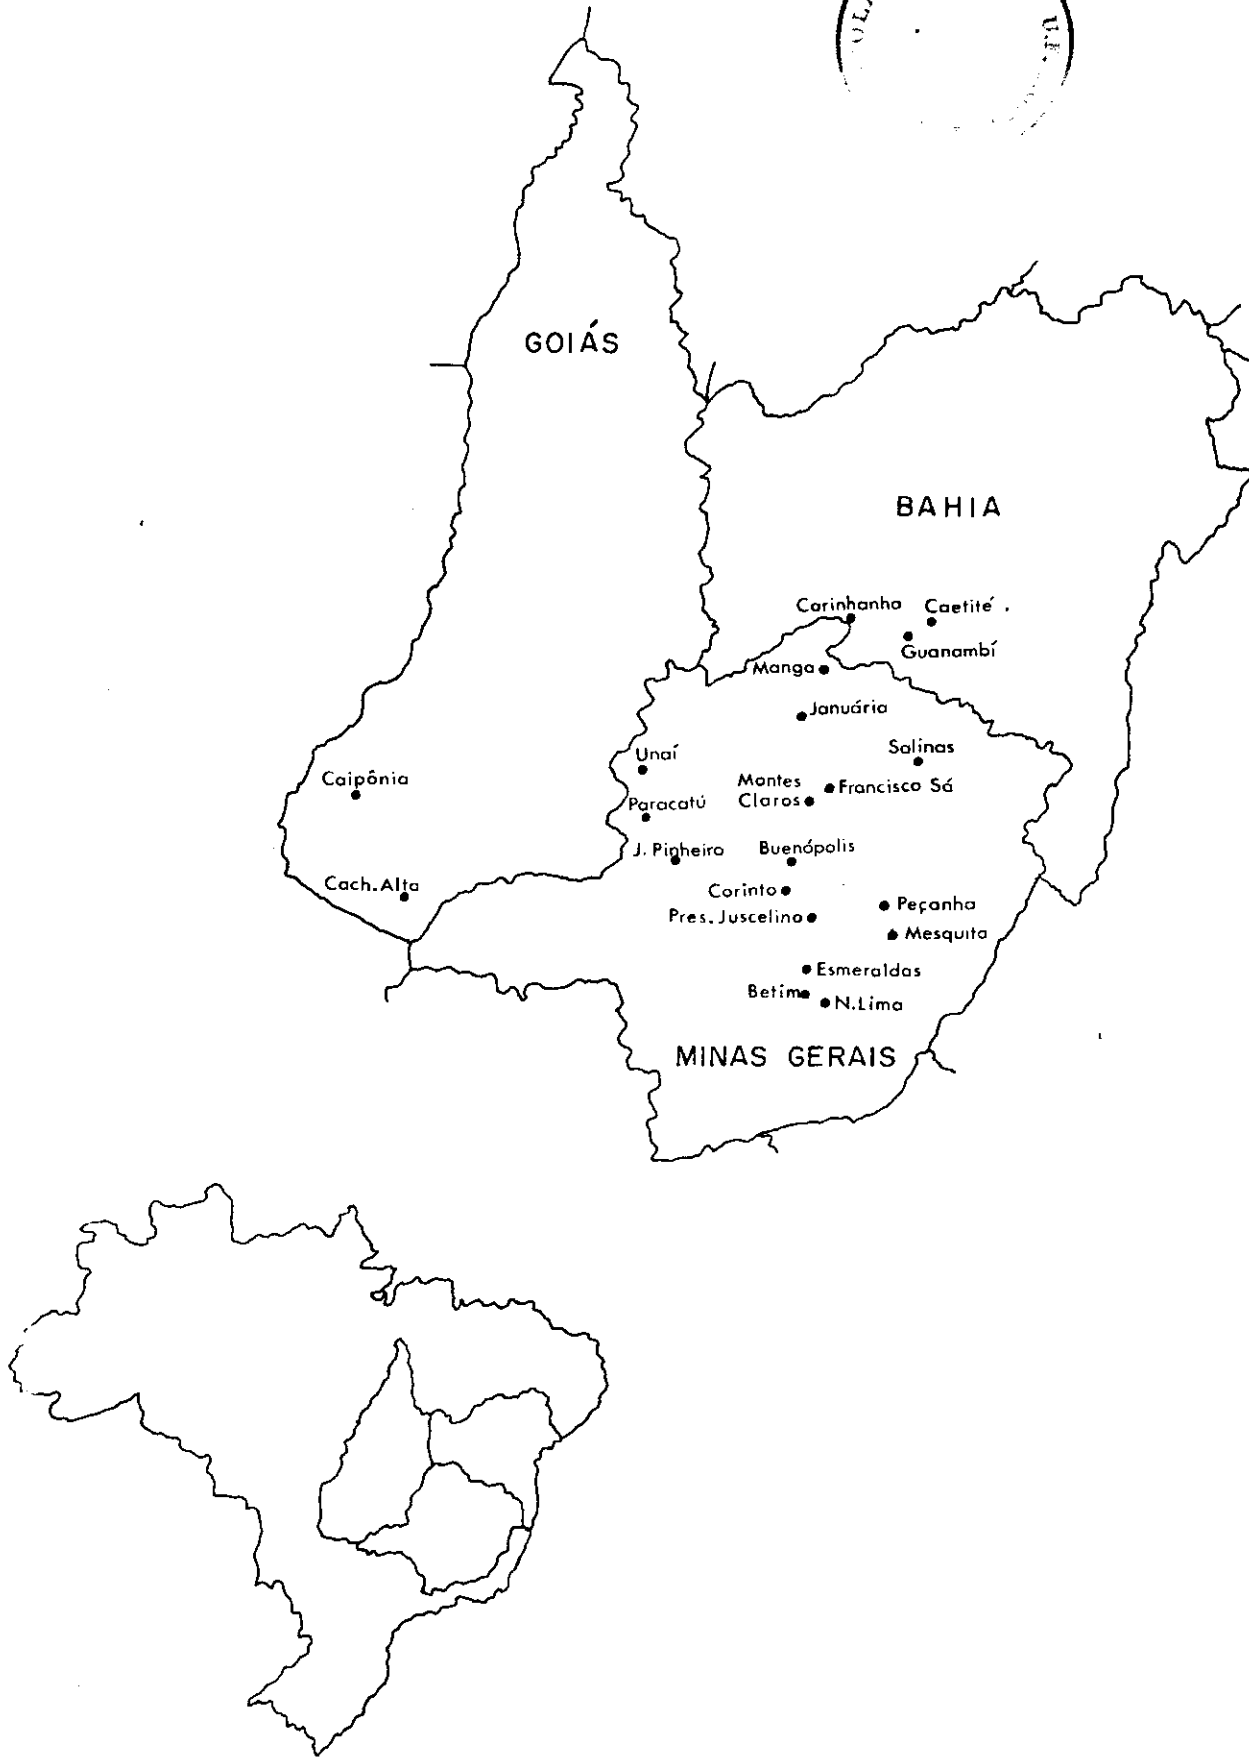 GOIÁS
BAHIA
Carinhanha
Caetité
Guanambí
Manga
Januária
Unaí
Salinas
Caipônia
Montes
Claros
Francisco Sá
Paracatú
J. Pinheiro
Buenópolis
Cach.Alta
Corinto
Peçanha
Pres. Juscelino
Mesquita
Esmeraldas
Betím
N.Lima
MINAS GERAIS